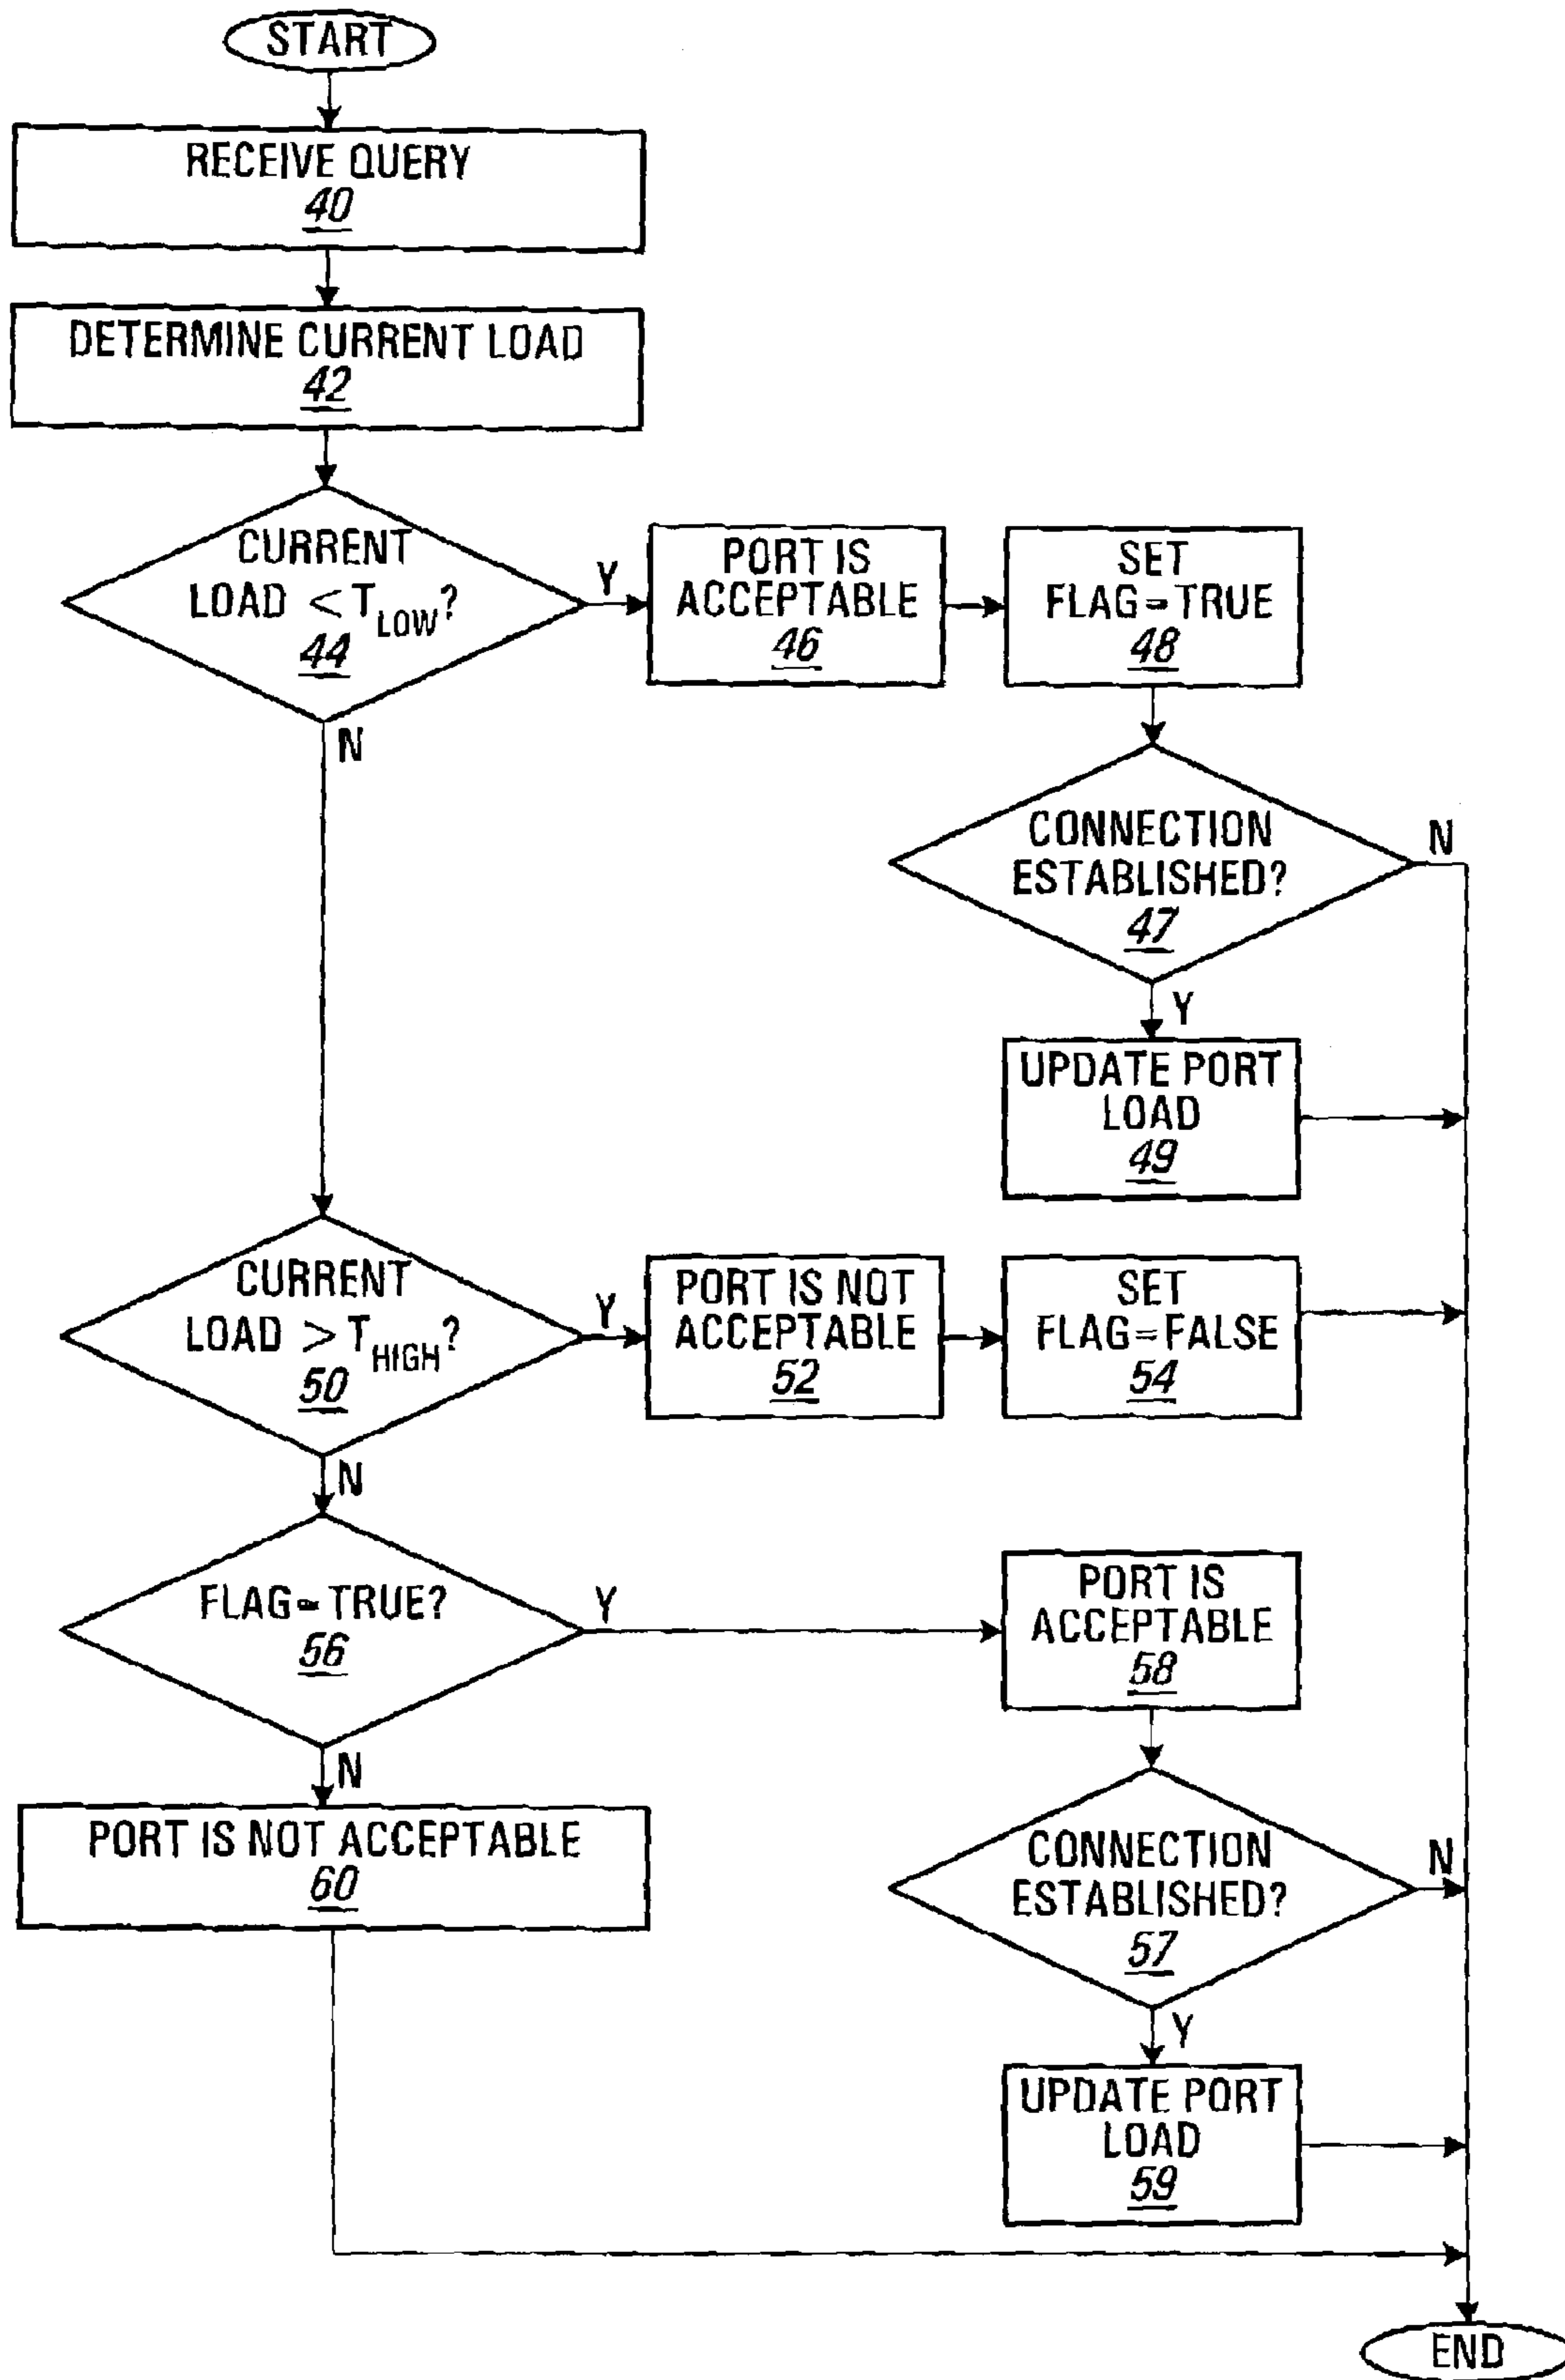 START
RECEIVE QUERY
40
DETERMINE CURRENT LOAD
42
CURRENT
LOAD < T_LOW?
44
Y
N
PORT IS
ACCEPTABLE
46
SET
FLAG=TRUE
48
CONNECTION
ESTABLISHED?
47
N
Y
UPDATE PORT
LOAD
49
CURRENT
LOAD > T_HIGH?
50
Y
N
PORT IS NOT
ACCEPTABLE
52
SET
FLAG=FALSE
54
FLAG=TRUE?
56
Y
N
PORT IS
ACCEPTABLE
58
PORT IS NOT ACCEPTABLE
60
CONNECTION
ESTABLISHED?
57
N
Y
UPDATE PORT
LOAD
59
END